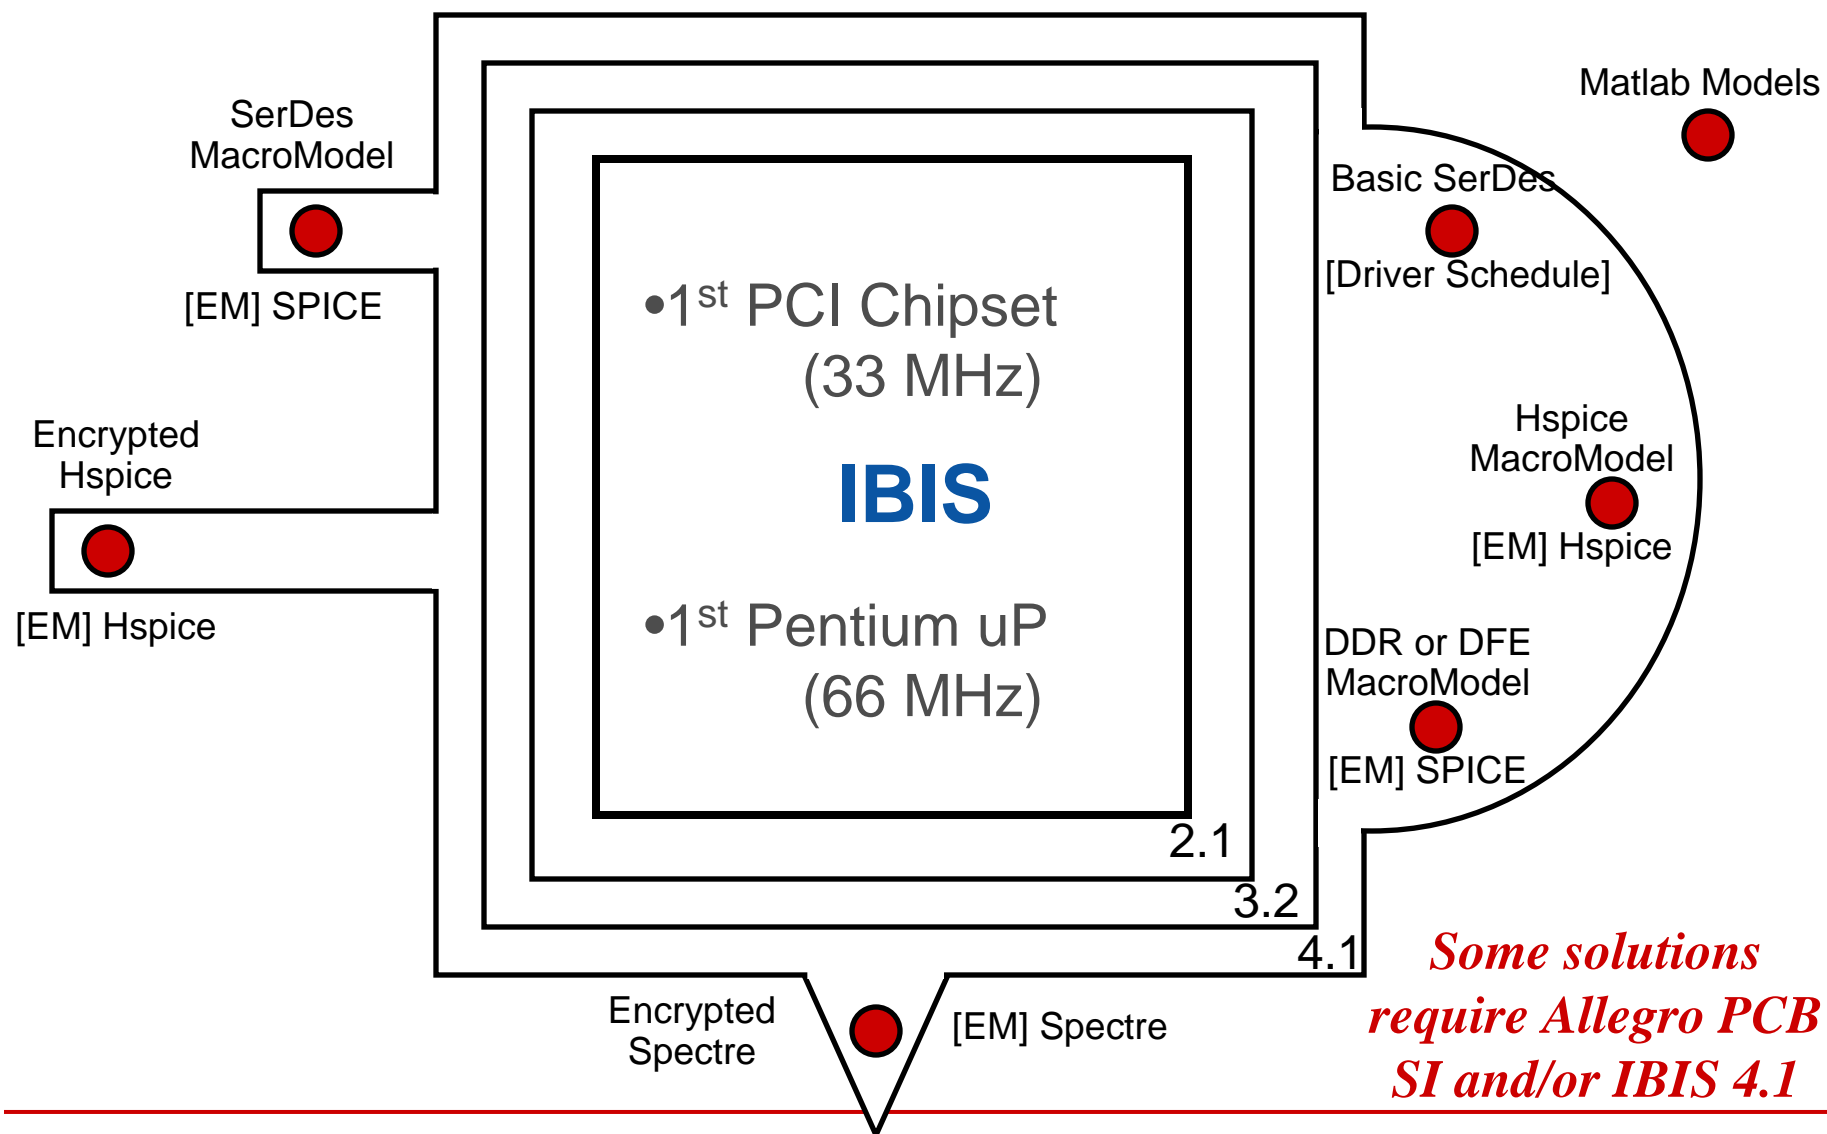 Matlab Models
SerDes
MacroModel
[EM] SPICE
Basic SerDes
[Driver Schedule]
•1st PCI Chipset
(33 MHz)
IBIS
•1st Pentium uP
(66 MHz)
Encrypted
Hspice
[EM] Hspice
Hspice
MacroModel
[EM] Hspice
DDR or DFE
MacroModel
[EM] SPICE
2.1
3.2
4.1
Encrypted
Spectre
[EM] Spectre
Some solutions
require Allegro PCB
SI and/or IBIS 4.1